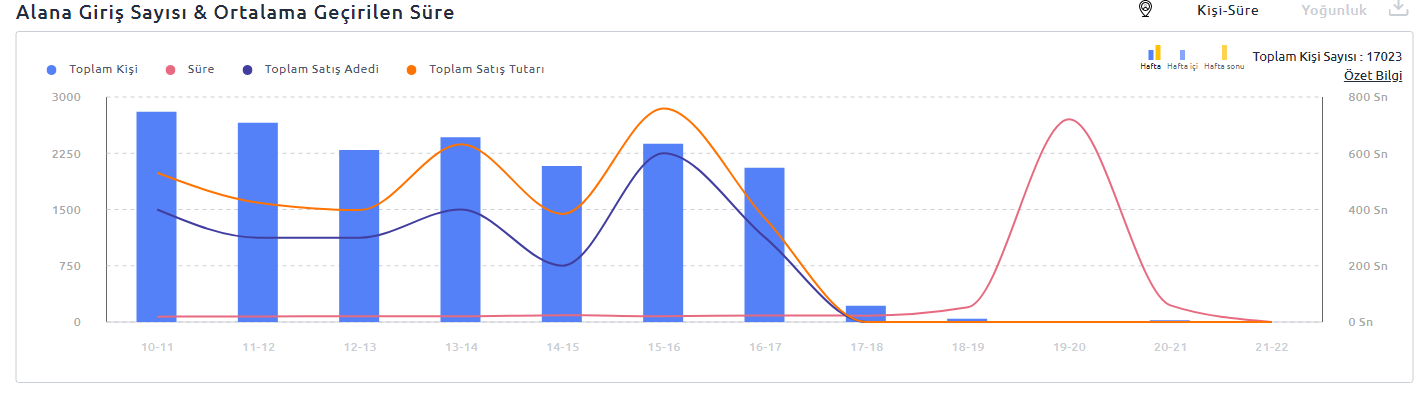 Alana Giriş Sayısı & Ortalama Geçirilen Süre
Kişi-Süre
Yoğunluk
Toplam Kişi
Süre
Toplam Satış Adedi
Toplam Satış Tutarı
Hafta
Hafta içi
Hafta sonu
Toplam Kişi Sayısı : 17023
Özet Bilgi
3000
2250
1500
750
0
800 Sn
600 Sn
400 Sn
200 Sn
0 Sn
10-11 11-12 12-13 13-14 14-15 15-16 16-17 17-18 18-19 19-20 20-21 21-22